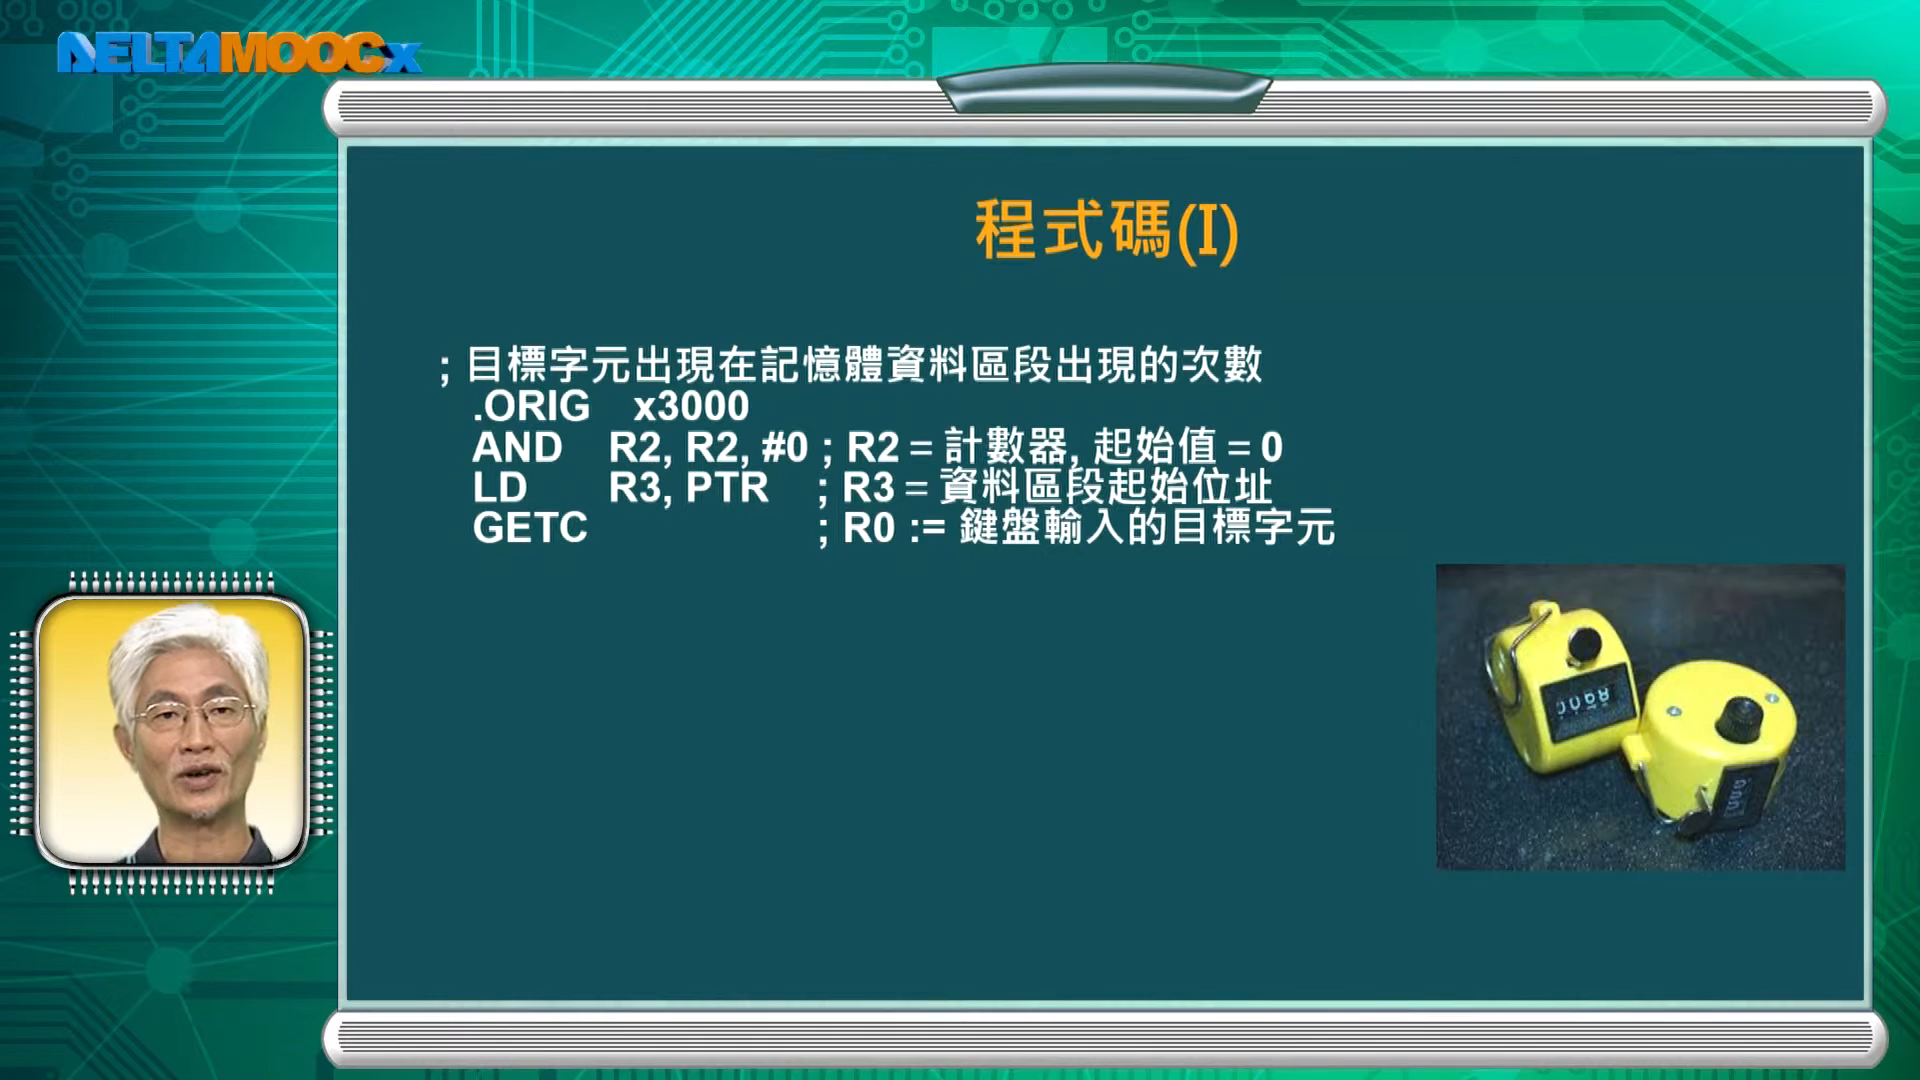 DELTAMOOCx
程式碼(I)
; 目標字元出現在記憶體資料區段出現的次數
.ORIG x3000
AND R2, R2, #0 ; R2 = 計數器, 起始值 = 0
LD R3, PTR ; R3 = 資料區段起始位址
GETC ; R0 := 鍵盤輸入的目標字元